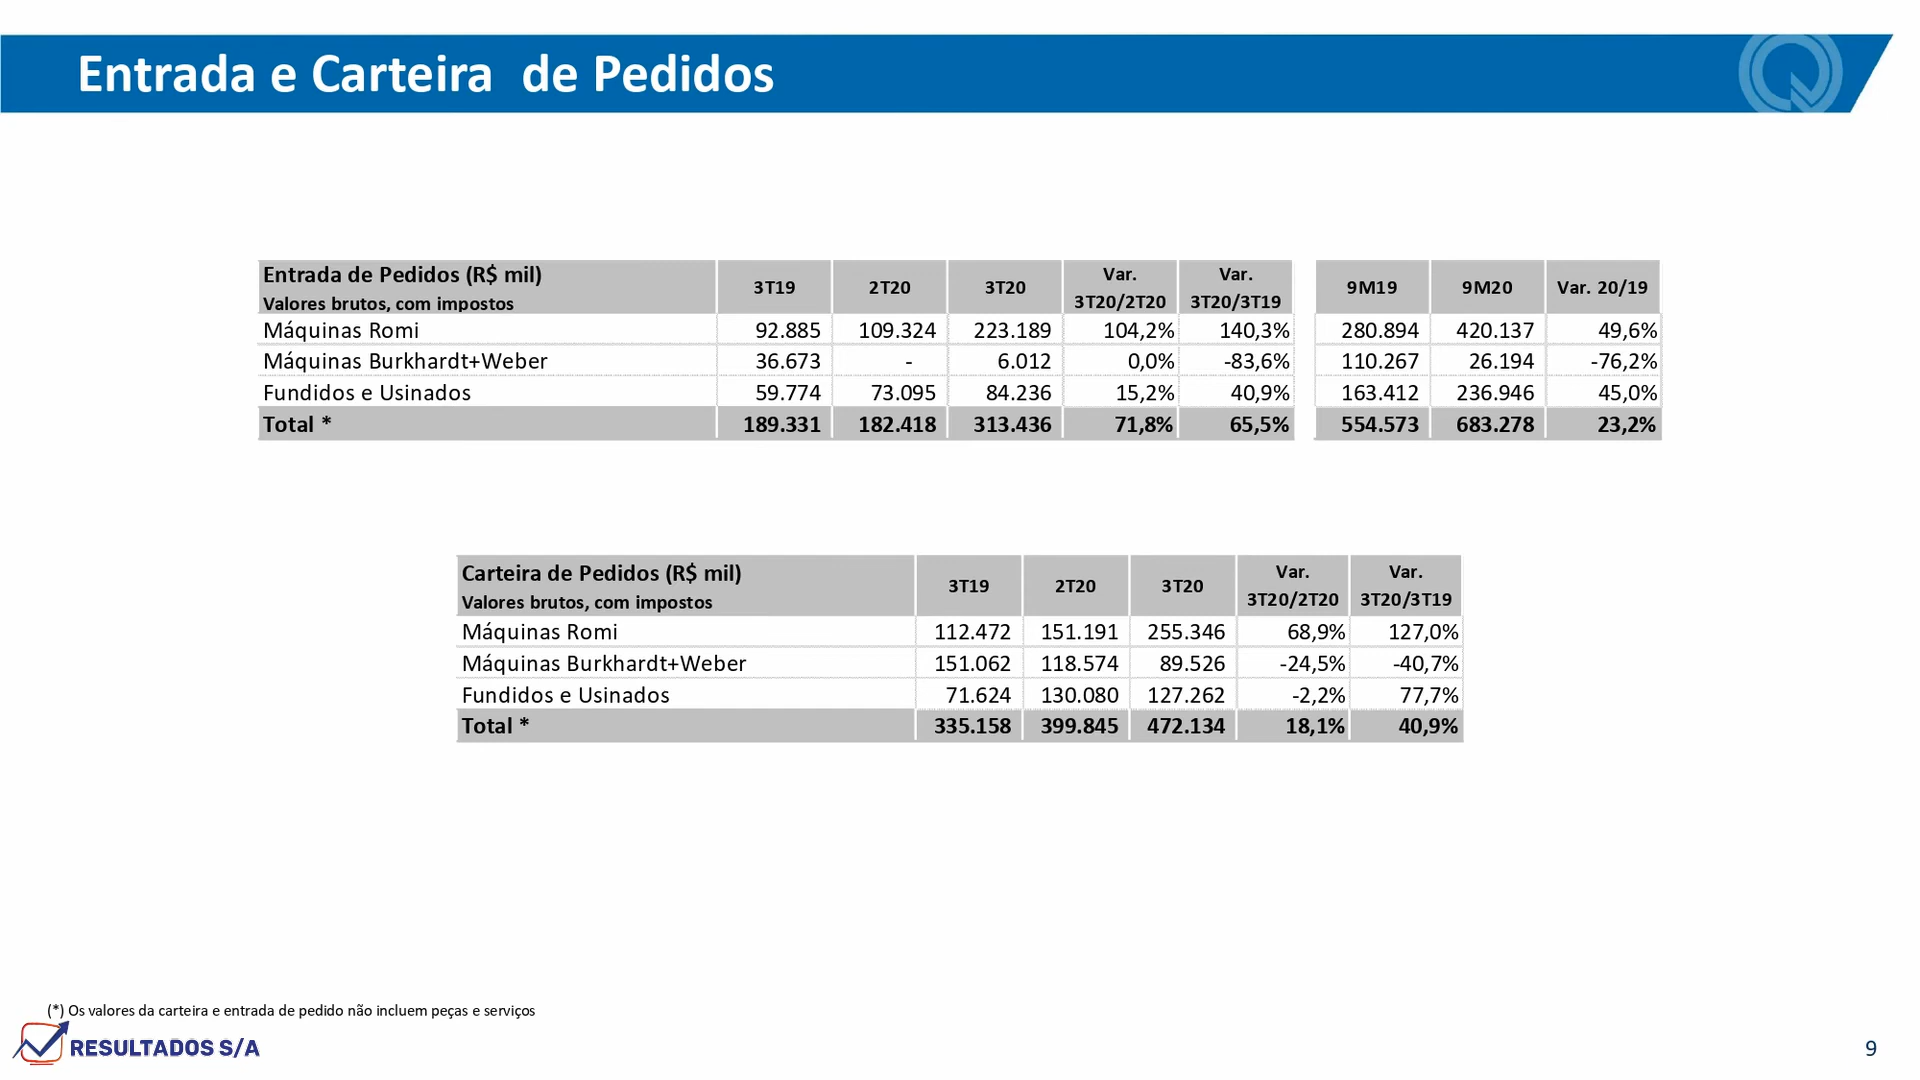 Entrada e Carteira de Pedidos
Entrada de Pedidos (R$ mil)
Valores brutos, com impostos
3T19 2T20 3T20 Var. 3T20/2T20 Var. 3T20/3T19 9M19 9M20 Var. 20/19
Máquinas Romi 92.885 109.324 223.189 104,2% 140,3% 280.894 420.137 49,6%
Máquinas Burkhardt+Weber 36.673 - 6.012 0,0% -83,6% 110.267 26.194 -76,2%
Fundidos e Usinados 59.774 73.095 84.236 15,2% 40,9% 163.412 236.946 45,0%
Total * 189.331 182.418 313.436 71,8% 65,5% 554.573 683.278 23,2%
Carteira de Pedidos (R$ mil)
Valores brutos, com impostos
3T19 2T20 3T20 Var. 3T20/2T20 Var. 3T20/3T19
Máquinas Romi 112.472 151.191 255.346 68,9% 127,0%
Máquinas Burkhardt+Weber 151.062 118.574 89.526 -24,5% -40,7%
Fundidos e Usinados 71.624 130.080 127.262 -2,2% 77,7%
Total * 335.158 399.845 472.134 18,1% 40,9%
(*) Os valores da carteira e entrada de pedido não incluem peças e serviços
RESULTADOS S/A
9